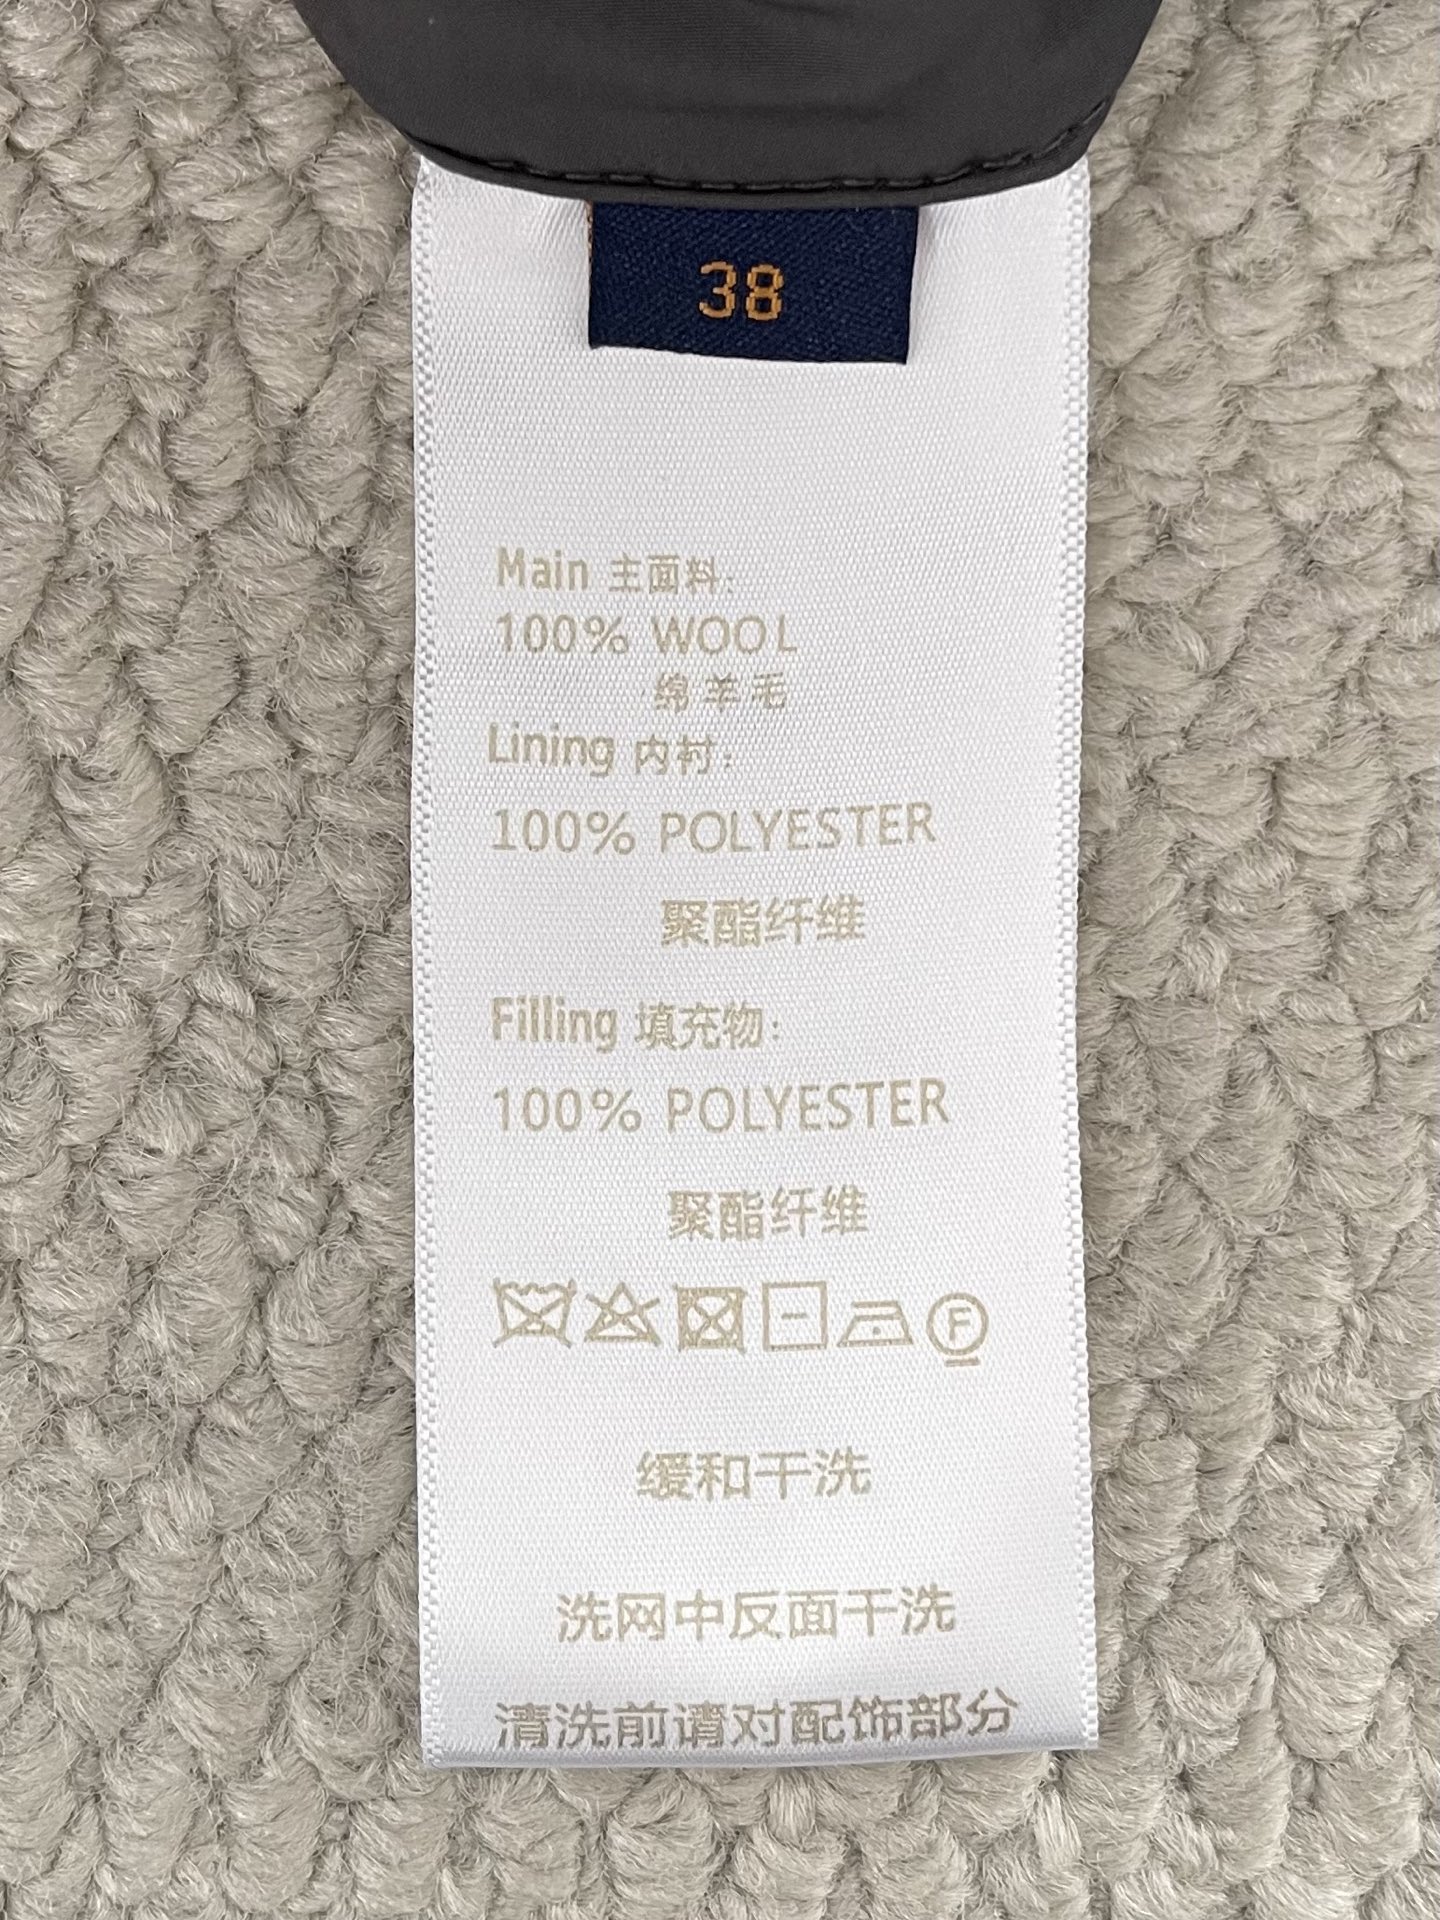 38
Main 主面料:
100% WOOL
绵羊毛
Lining 内衬:
100% POLYESTER
聚酯纤维
Filling 填充物:
100% POLYESTER
聚酯纤维
F
缓和干洗
洗网中反面干洗
清洗前请对配饰部分